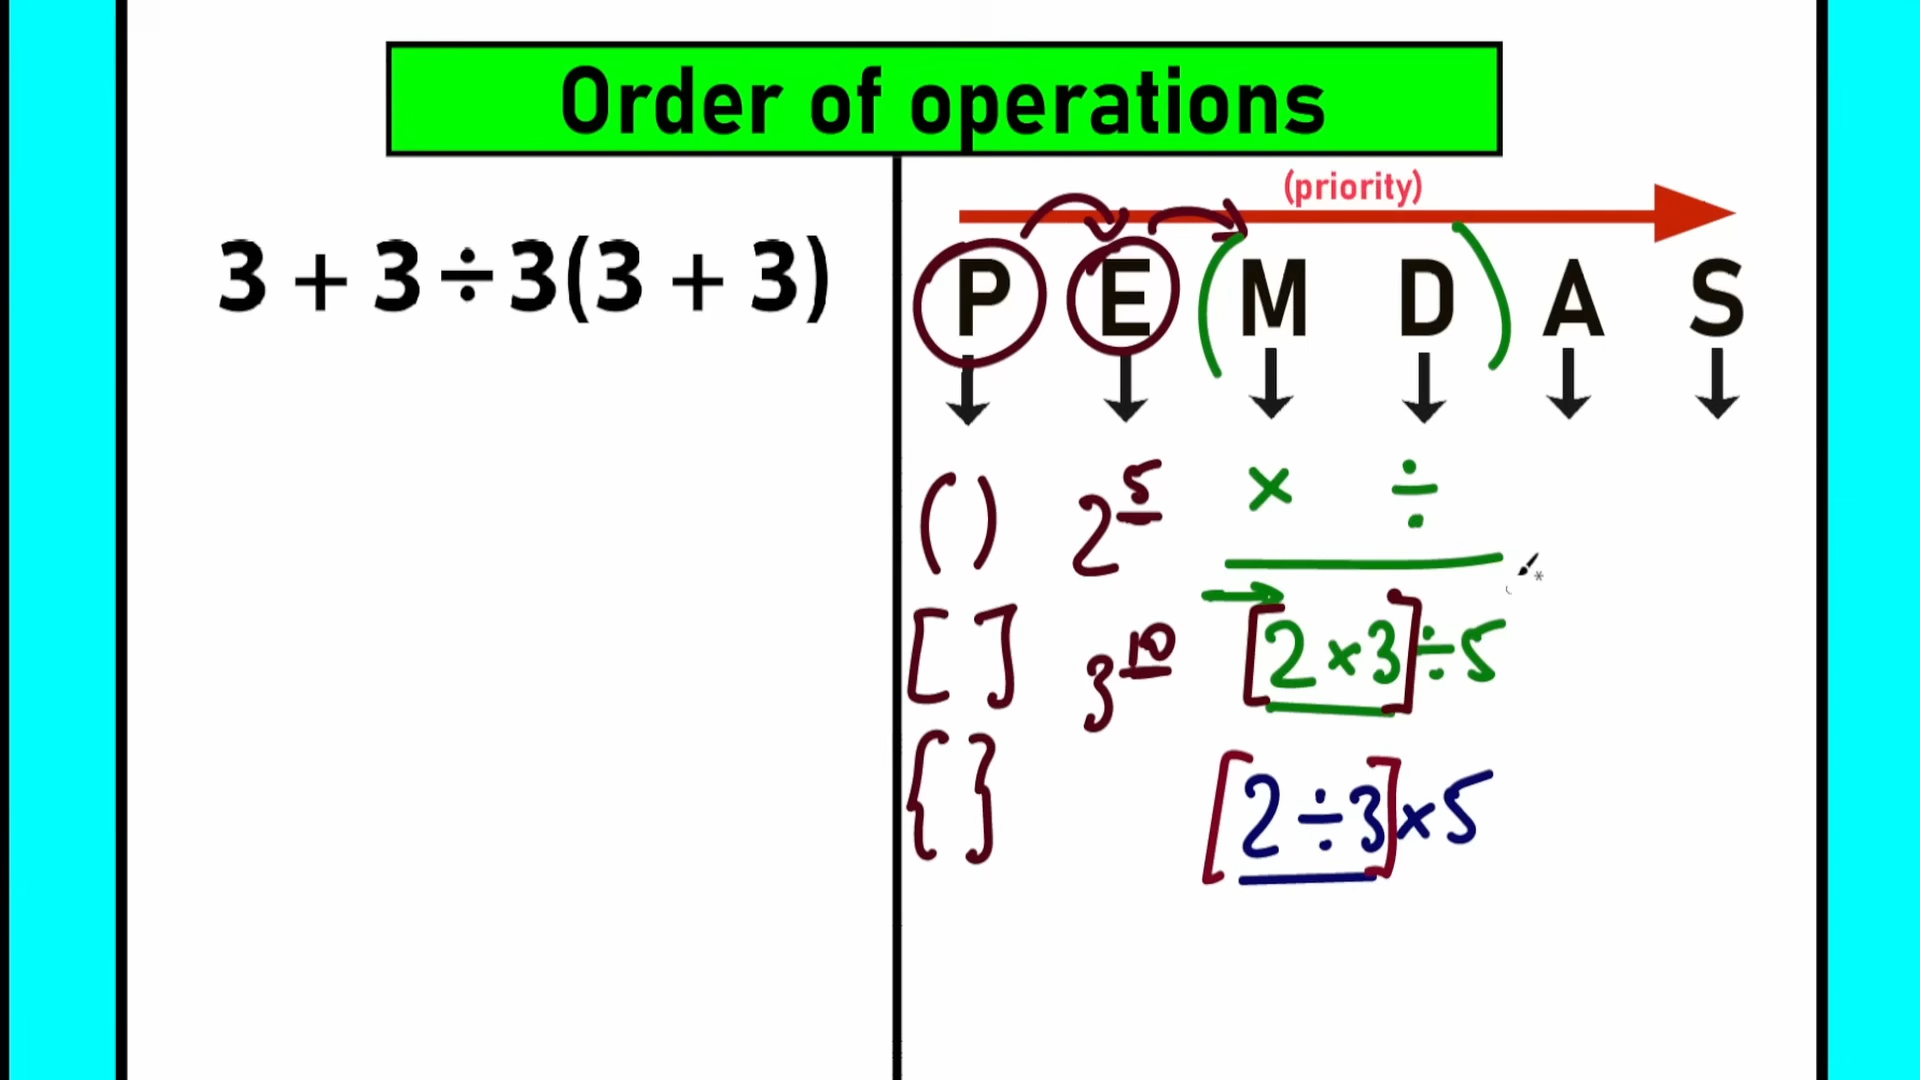 Order of operations
(priority)
3 + 3 ÷ 3(3 + 3)
P E M D A S
( ) 2^5 × ÷
[ ] 3^10 [2 × 3] ÷ 5
{ } [2 ÷ 3] × 5